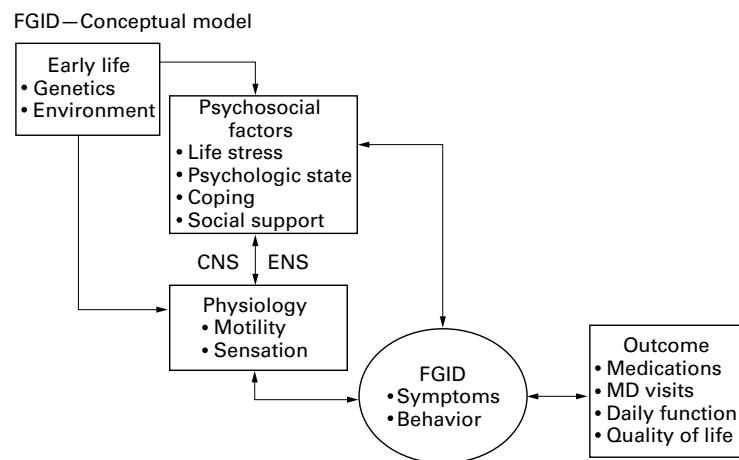 FGID—Conceptual model
Early life
• Genetics
• Environment
Psychosocial
factors
• Life stress
• Psychologic state
• Coping
• Social support
CNS ENS
Physiology
• Motility
• Sensation
FGID
• Symptoms
• Behavior
Outcome
• Medications
• MD visits
• Daily function
• Quality of life